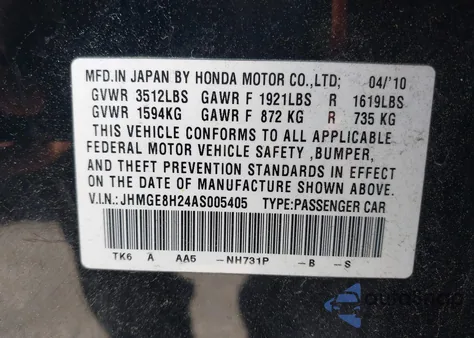 MFD.IN JAPAN BY HONDA MOTOR CO.,LTD; 04/'10
GVWR 3512LBS GAWR F 1921LBS R 1619LBS
GVWR 1594KG GAWR F 872 KG R 735 KG
THIS VEHICLE CONFORMS TO ALL APPLICABLE
FEDERAL MOTOR VEHICLE SAFETY ,BUMPER,
AND THEFT PREVENTION STANDARDS IN EFFECT
ON THE DATE OF MANUFACTURE SHOWN ABOVE.
V.I.N.: JHMGE8H24AS005405 TYPE:PASSENGER CAR
TK6 A AA5 -NH731P -B -S